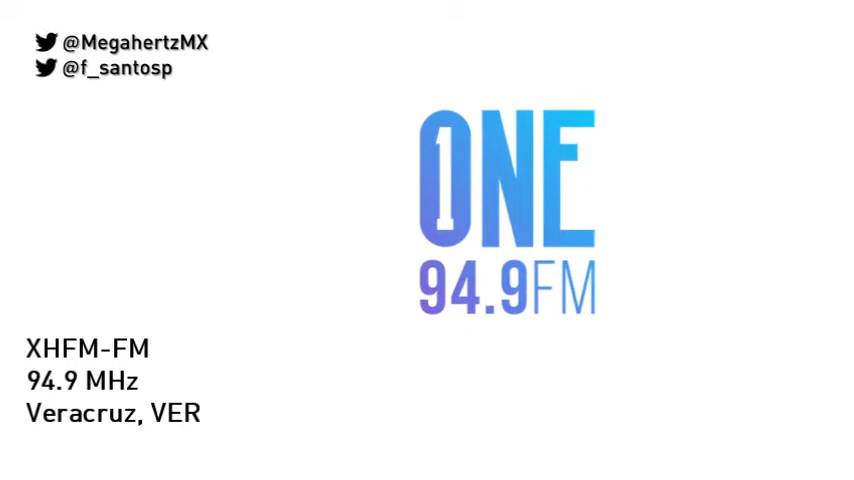 @MegahertzMX
@f_santosp
ONE
94.9FM
XHFM-FM
94.9 MHz
Veracruz, VER